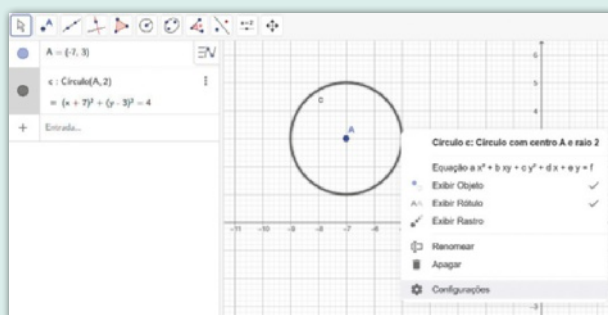 A = (-7, 3)
c : Círculo(A, 2)
= (x + 7)² + (y - 3)² = 4
Entrada...
6
5
4
c
A
-11 -10 -9 -8 -7 -6
-3
Círculo c: Círculo com centro A e raio 2
Equação a x² + b xy + c y² + d x + e y = f
Exibir Objeto
AA Exibir Rótulo
Exibir Rastro
Renomear
Apagar
Configurações